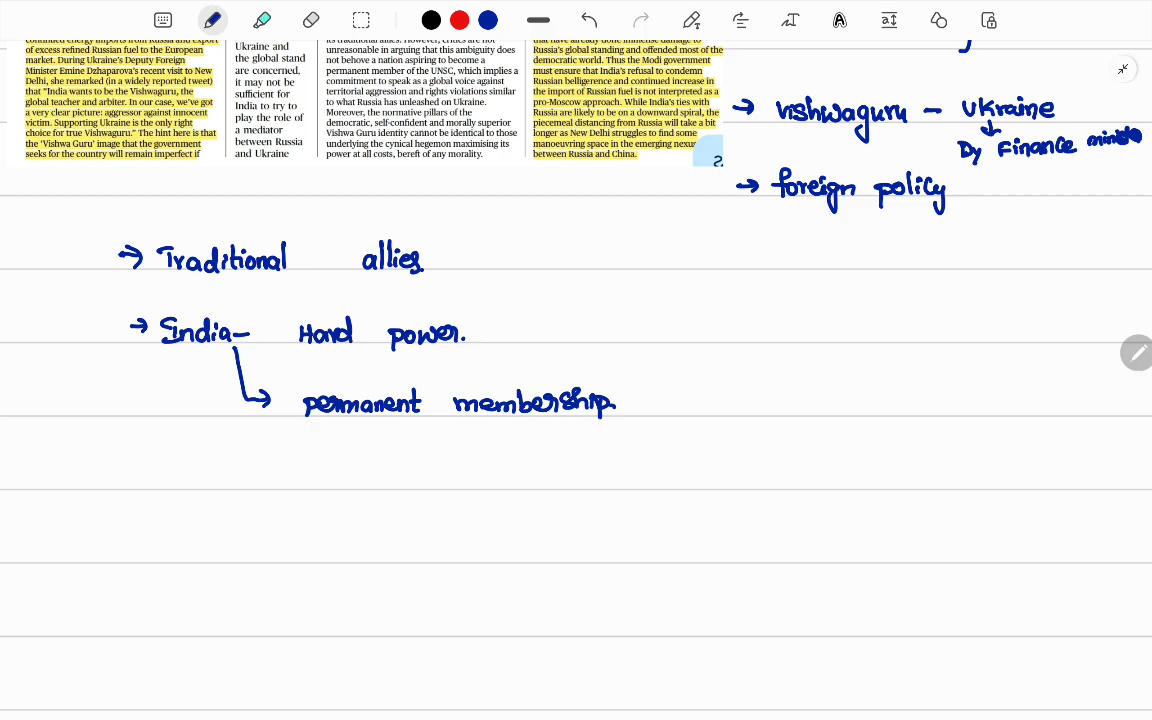 of excess refined Russian fuel to the European
market. During Ukraine's Deputy Foreign
Minister Emine Dzhaparova's recent visit to New
Delhi, she remarked (in a widely reported tweet)
that "India wants to be the Vishwaguru, the
global teacher and arbiter. In our case, we've got
a very clear picture: aggressor against innocent
victim. Supporting Ukraine is the only right
choice for true Vishwaguru." The hint here is that
the 'Vishwa Guru' image that the government
seeks for the country will remain imperfect if
Ukraine and
the global stand
are concerned,
it may not be
sufficient for
India to try to
play the role of
a mediator
between Russia
and Ukraine
unreasonable in arguing that this ambiguity does
not behove a nation aspiring to become a
permanent member of the UNSC, which implies a
commitment to speak as a global voice against
territorial aggression and rights violations similar
to what Russia has unleashed on Ukraine.
Moreover, the normative pillars of the
democratic, self-confident and morally superior
Vishwa Guru identity cannot be identical to those
underlying the cynical hegemon maximising its
power at all costs, bereft of any morality.
that have already done immense damage to
Russia's global standing and offended most of the
democratic world. Thus the Modi government
must ensure that India's refusal to condemn
Russian belligerence and continued increase in
the import of Russian fuel is not interpreted as a
pro-Moscow approach. While India's ties with
Russia are likely to be on a downward spiral, the
piecemeal distancing from Russia will take a bit
longer as New Delhi struggles to find some
manoeuvring space in the emerging nexus
between Russia and China.
2
→ vishwaguru - Ukraine
↓
Dy Finance minister
→ foreign policy
→ Traditional allies
→ India - Hard power.
→ permanent membership.